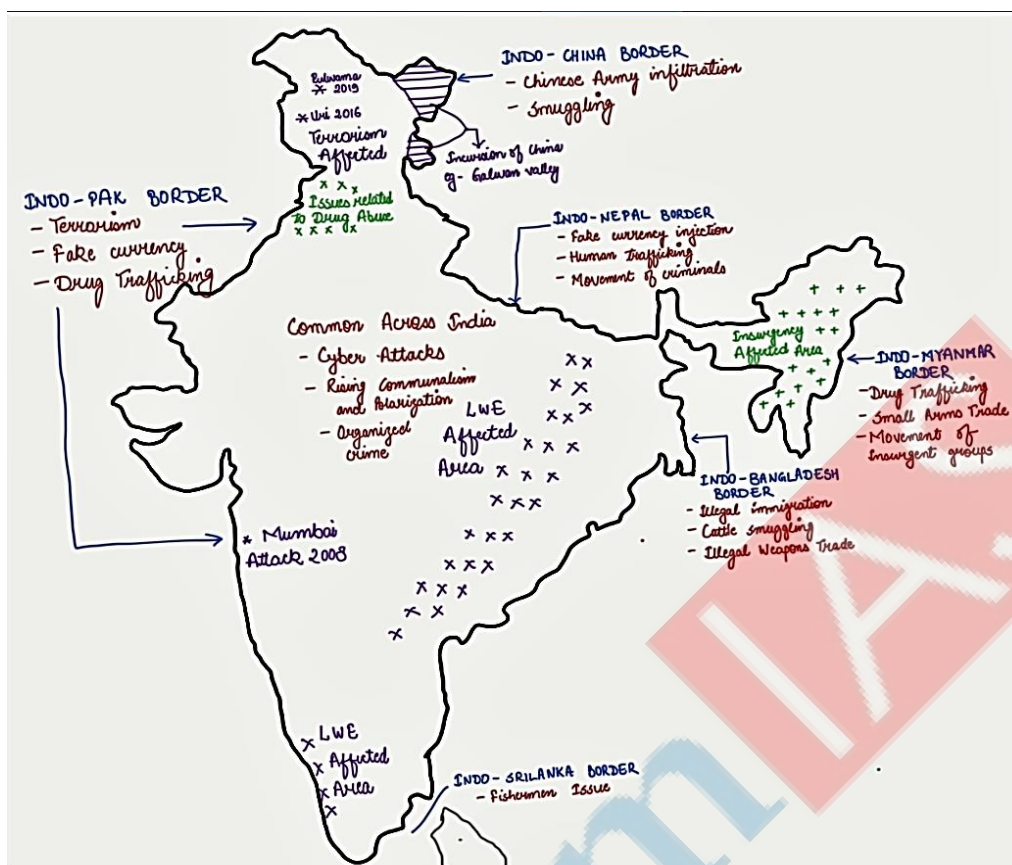 INDO-CHINA BORDER
- Chinese Army infiltration
- Smuggling
Pulwama
2019
Uri 2016
Terrorism
Affected
Incursion of China
eg- Galwan valley
INDO-PAK BORDER
- Terrorism
- Fake currency
- Drug Trafficking
Issues related
to Drug Abuse
INDO-NEPAL BORDER
- Fake currency injection
- Human Trafficking
- Movement of criminals
Common Across India
- Cyber Attacks
- Rising Communalism
and Polarization
- Organized
crime
LWE
Affected
Area
Insurgency
Affected Area
INDO-MYANMAR
BORDER
- Drug Trafficking
- Small Arms Trade
- Movement of
Insurgent groups
INDO-BANGLADESH
BORDER
- Illegal immigration
- Cattle smuggling
- Illegal Weapons Trade
* Mumbai
Attack 2008
LWE
Affected
Area
INDO-SRILANKA BORDER
- Fishermen Issue